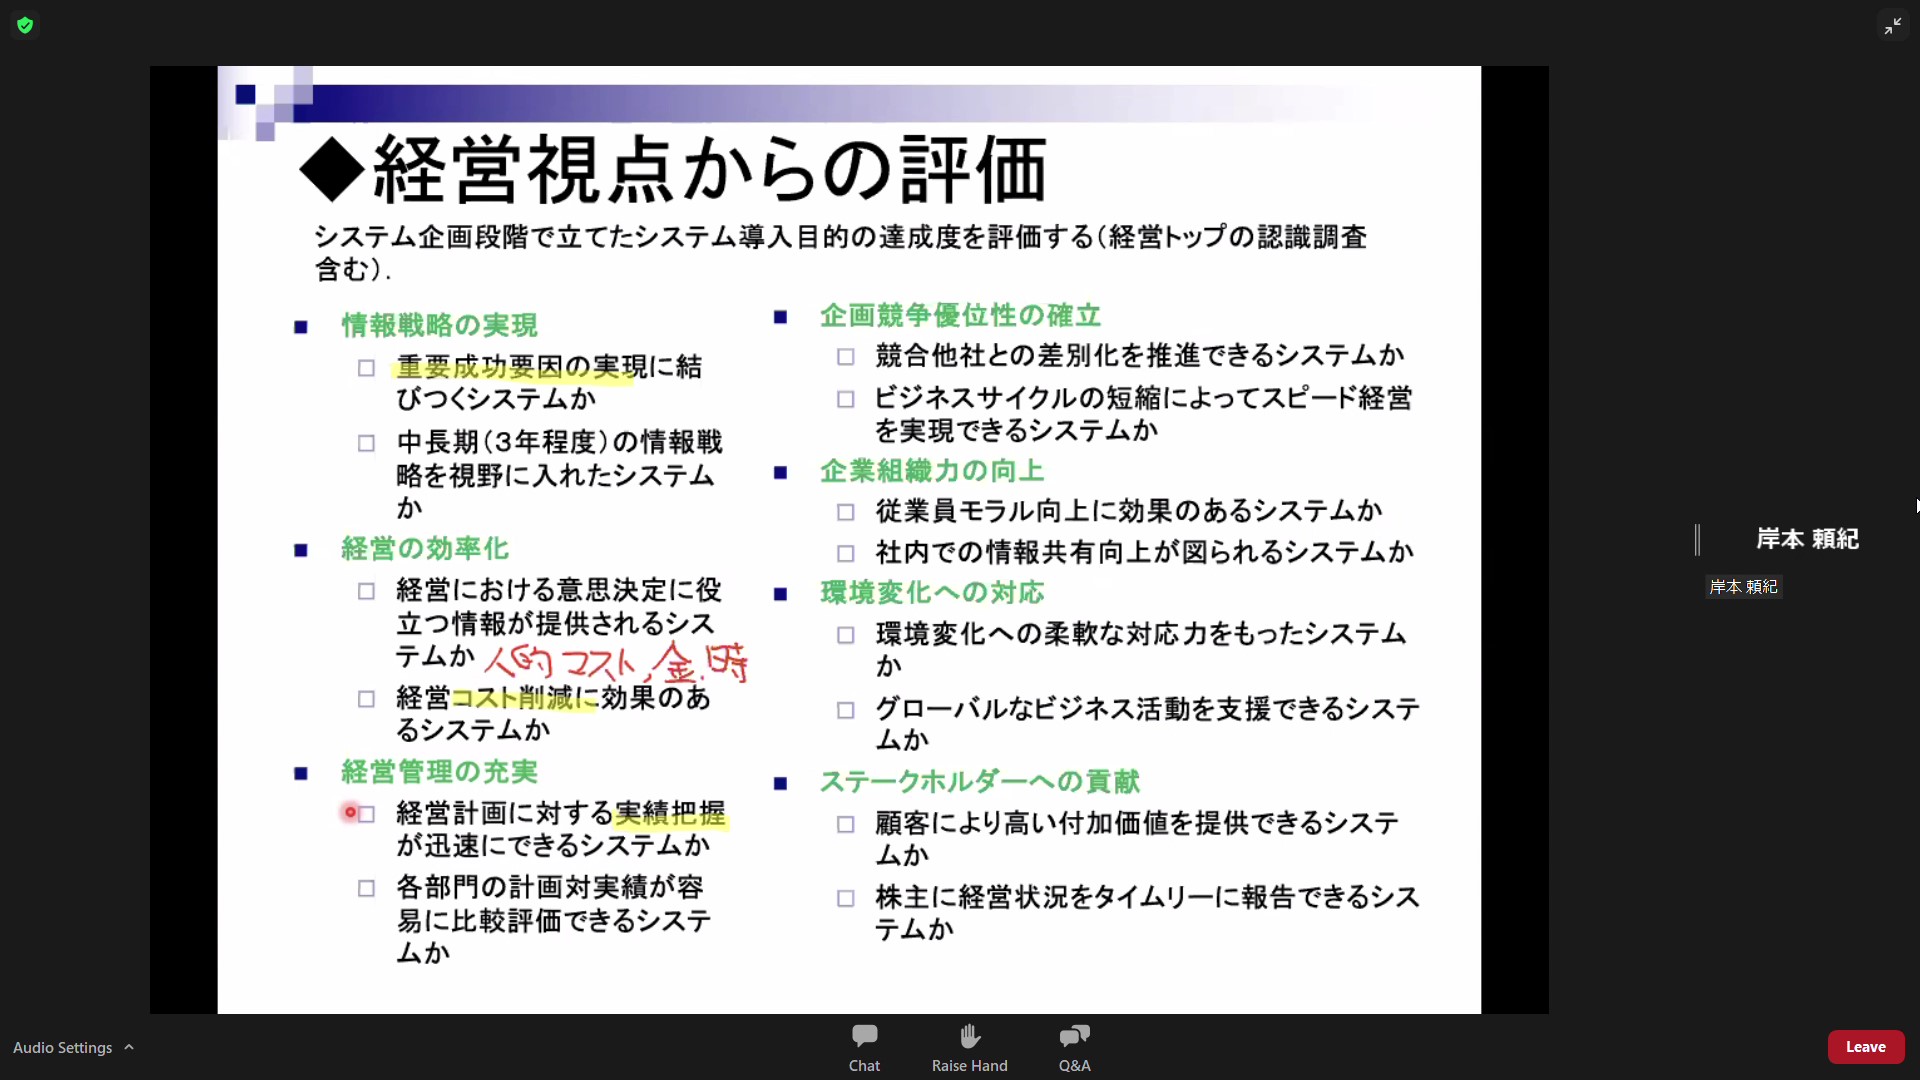 ◆経営視点からの評価
システム企画段階で立てたシステム導入目的の達成度を評価する（経営トップの認識調査
含む）．
情報戦略の実現
重要成功要因の実現に結
びつくシステムか
中長期（３年程度）の情報戦
略を視野に入れたシステム
か
経営の効率化
経営における意思決定に役
立つ情報が提供されるシス
テムか
人的コスト，金．時
経営コスト削減に効果のあ
るシステムか
経営管理の充実
経営計画に対する実績把握
が迅速にできるシステムか
各部門の計画対実績が容
易に比較評価できるシステ
ムか
企画競争優位性の確立
競合他社との差別化を推進できるシステムか
ビジネスサイクルの短縮によってスピード経営
を実現できるシステムか
企業組織力の向上
従業員モラル向上に効果のあるシステムか
社内での情報共有向上が図られるシステムか
環境変化への対応
環境変化への柔軟な対応力をもったシステム
か
グローバルなビジネス活動を支援できるシステ
ムか
ステークホルダーへの貢献
顧客により高い付加価値を提供できるシステ
ムか
株主に経営状況をタイムリーに報告できるシス
テムか
岸本 頼紀
岸本 頼紀
Audio Settings
Chat
Raise Hand
Q&A
Leave